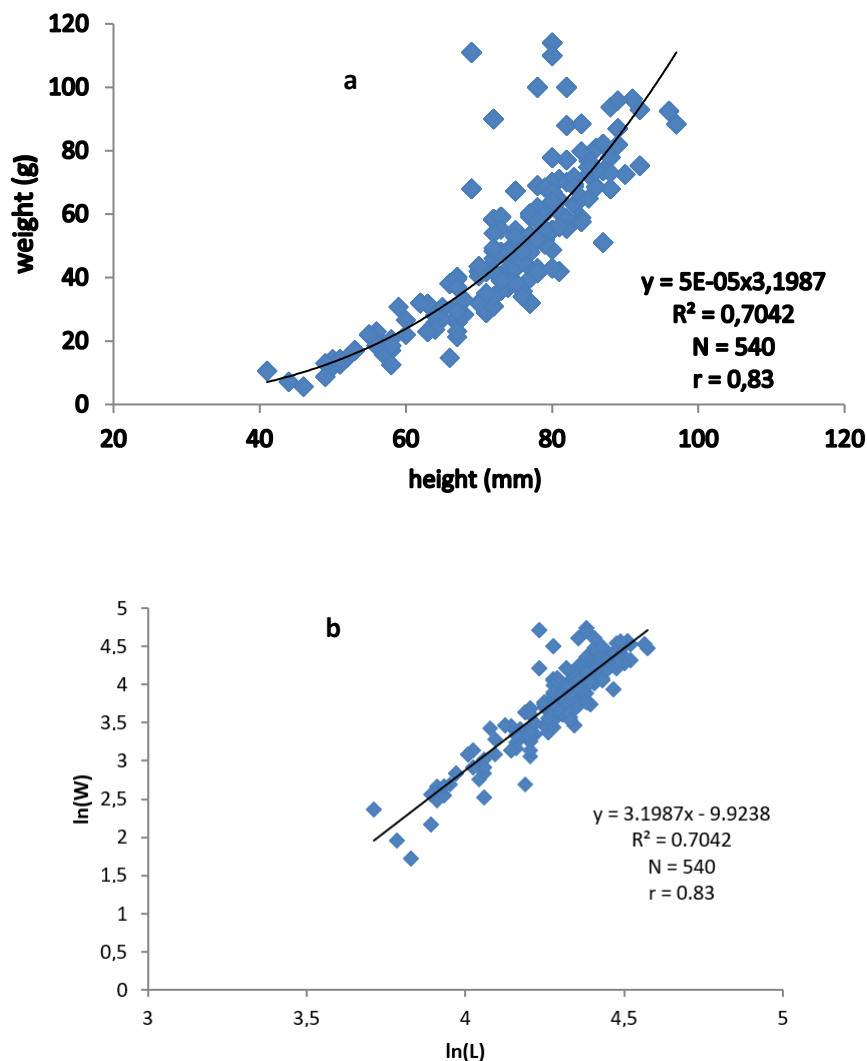 a
120
100
80
60
40
20
0
weight (g)
20 40 60 80 100 120
height (mm)
y = 5E-05x3,1987
R² = 0,7042
N = 540
r = 0,83
b
5
4,5
4
3,5
3
2,5
2
1,5
1
0,5
0
ln(W)
3 3,5 4 4,5 5
ln(L)
y = 3.1987x - 9.9238
R² = 0.7042
N = 540
r = 0.83